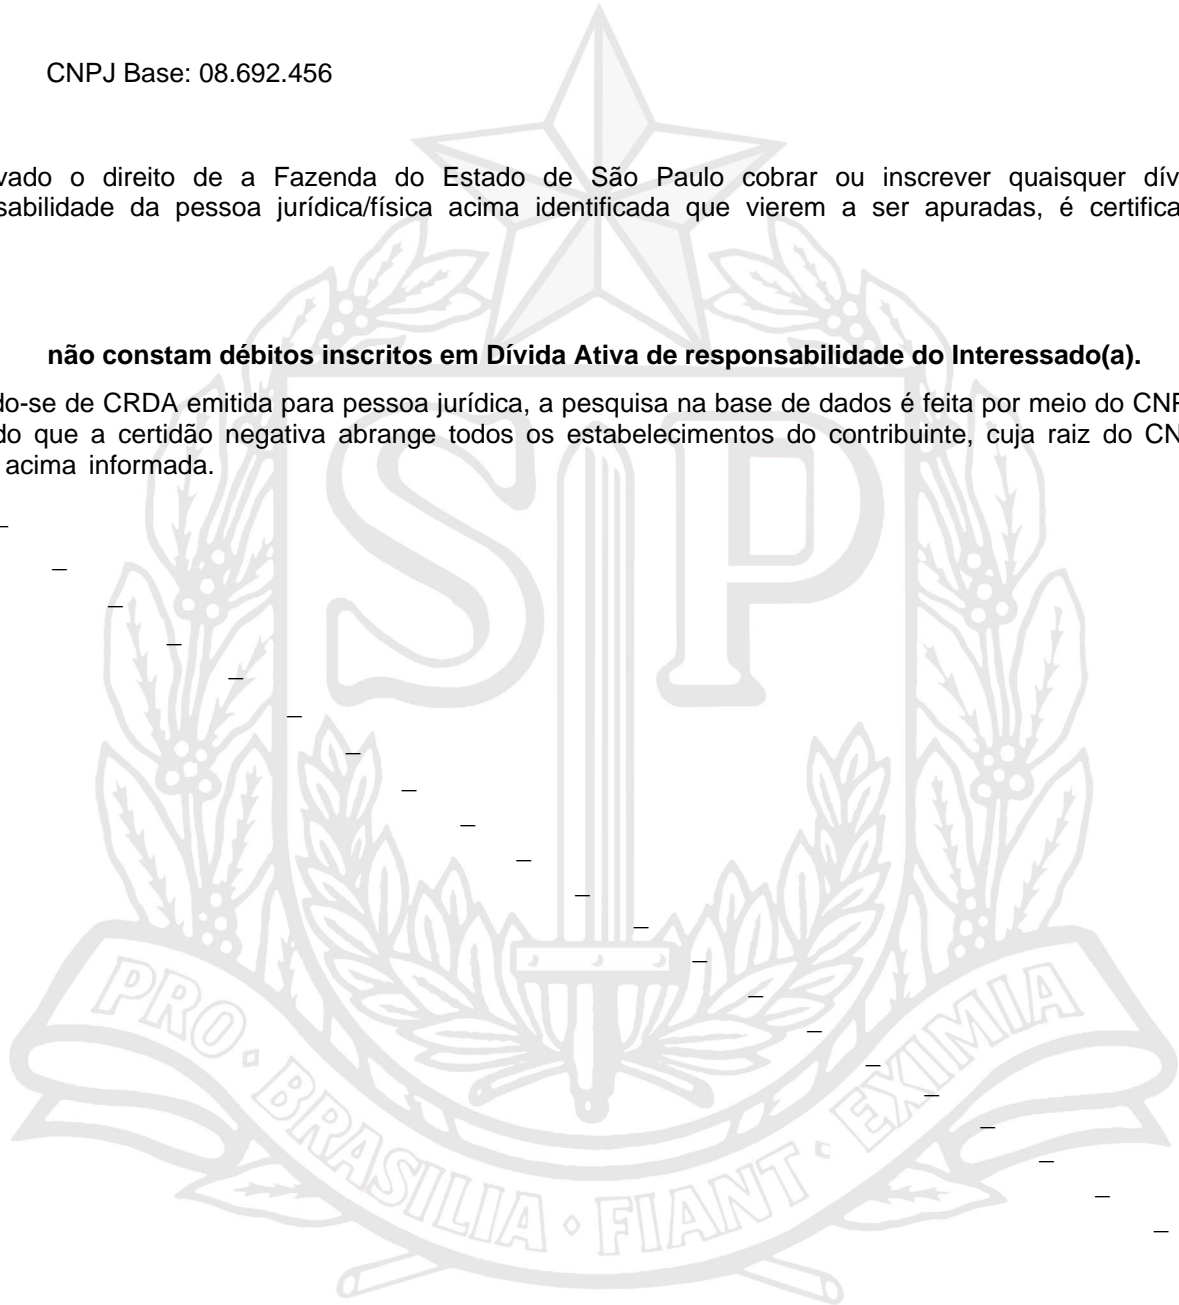 CNPJ Base: 08.692.456
vado o direito de a Fazenda do Estado de São Paulo cobrar ou inscrever quaisquer dív
sabilidade da pessoa jurídica/física acima identificada que vierem a ser apuradas, é certifica
não constam débitos inscritos em Dívida Ativa de responsabilidade do Interessado(a).
do-se de CRDA emitida para pessoa jurídica, a pesquisa na base de dados é feita por meio do CNP
do que a certidão negativa abrange todos os estabelecimentos do contribuinte, cuja raiz do CN
acima informada.
SP
PRO • BRASILIA • FIANT • EXIMIA